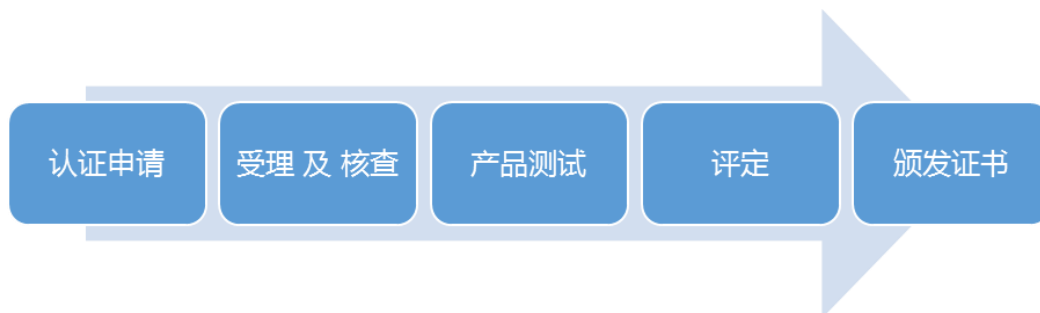 认证申请
受理 及 核查
产品测试
评定
颁发证书